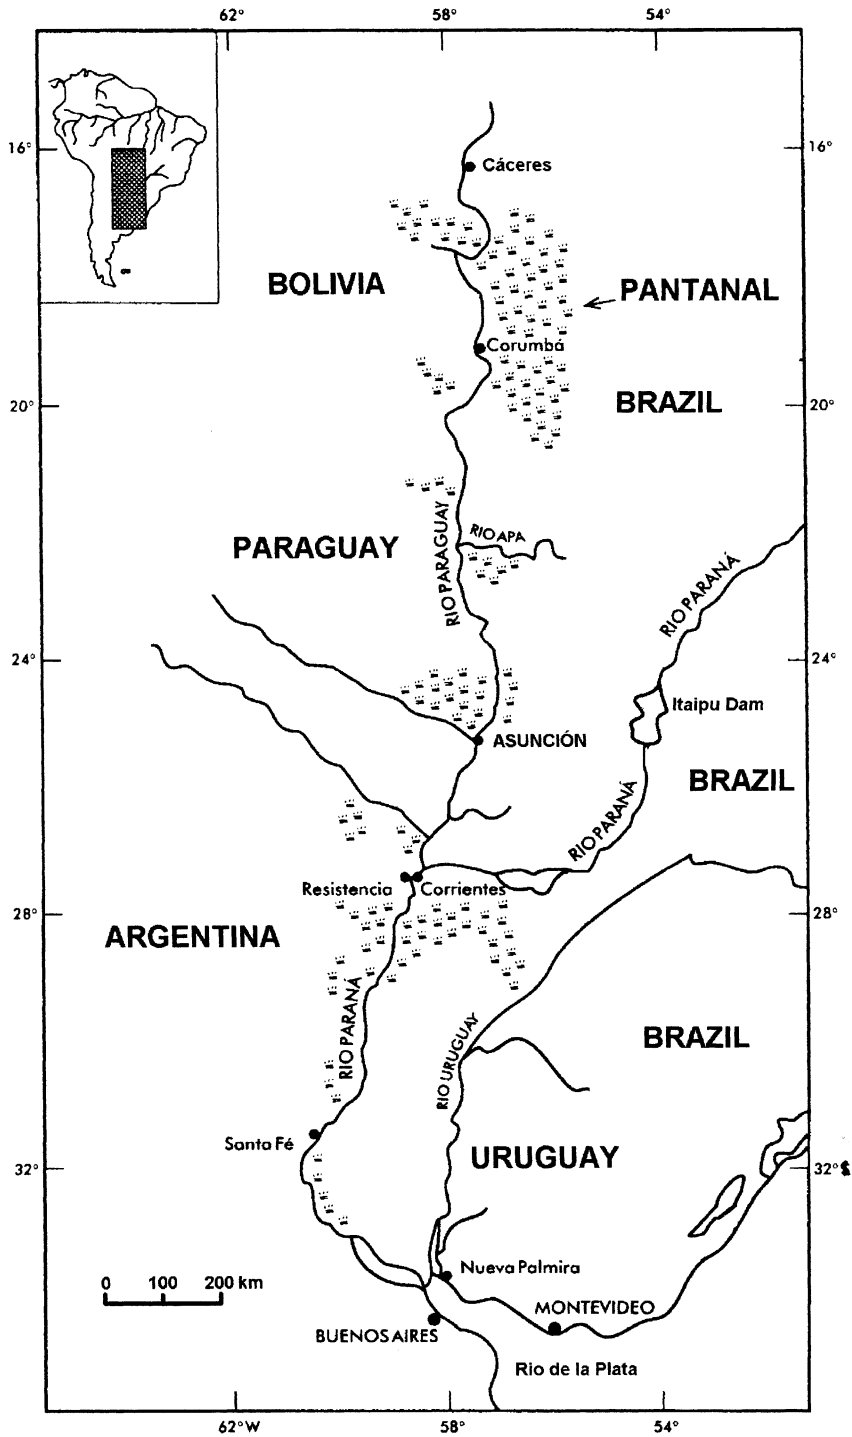 62° 58° 54°
16°
16°
Cáceres
BOLIVIA
PANTANAL
Corumbá
BRAZIL
20°
20°
RIO PARAGUAY
RIO APA
PARAGUAY
RIO PARANÁ
24°
24°
Itaipu Dam
ASUNCIÓN
BRAZIL
RIO PARANÁ
Resistencia
Corrientes
28°
28°
ARGENTINA
RIO PARANÁ
RIO URUGUAY
BRAZIL
Santa Fé
URUGUAY
32°
32°S
Nueva Palmira
0 100 200 km
MONTEVIDEO
BUENOS AIRES
Rio de la Plata
62°W 58° 54°